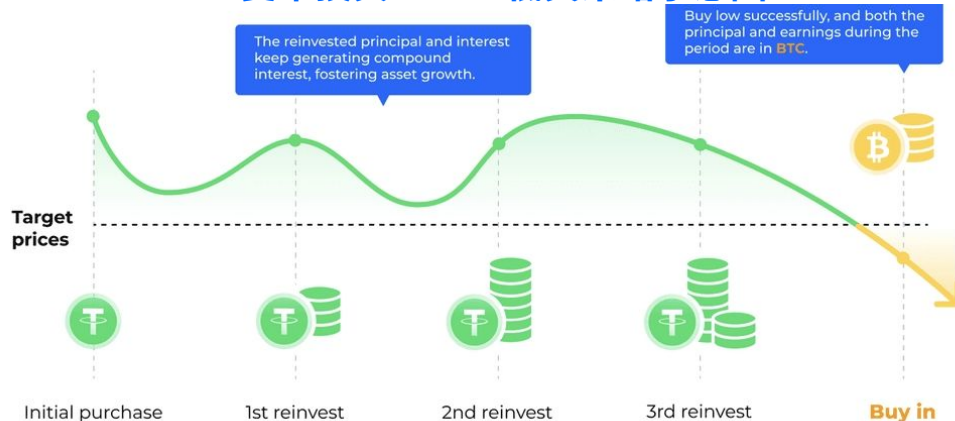 The reinvested principal and interest
keep generating compound
interest, fostering asset growth.
Buy low successfully, and both the
principal and earnings during the
period are in BTC.
Target
prices
Initial purchase
1st reinvest
2nd reinvest
3rd reinvest
Buy in